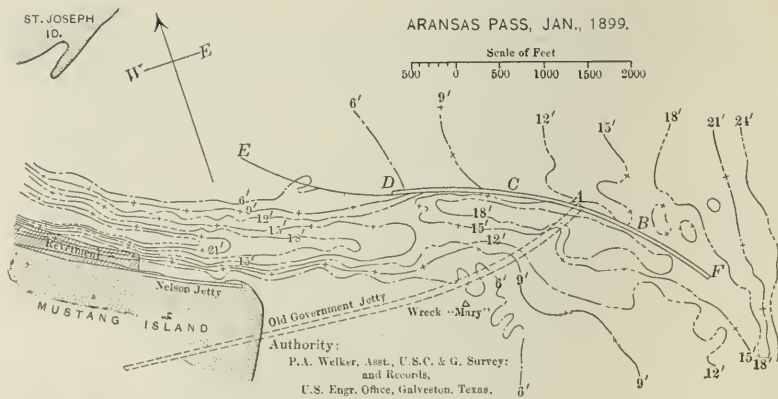 ARANSAS PASS, JAN., 1899.
ST. JOSEPH
ID.
W E
Scale of Feet
500 0 500 1000 1500 2000
6' 9' 12' 15' 18' 21' 24'
E D C A B F
6'
9'
12'
15'
18'
21'
15'
18'
15'
12'
6' 9'
Revetment
Nelson Jetty
MUSTANG ISLAND
Old Government Jetty
Wreck "Mary"
Authority:
P.A. Welker, Asst., U.S.C. & G. Survey:
and Records,
U.S. Engr. Office, Galveston, Texas,
6' 9' 12' 15' 18'